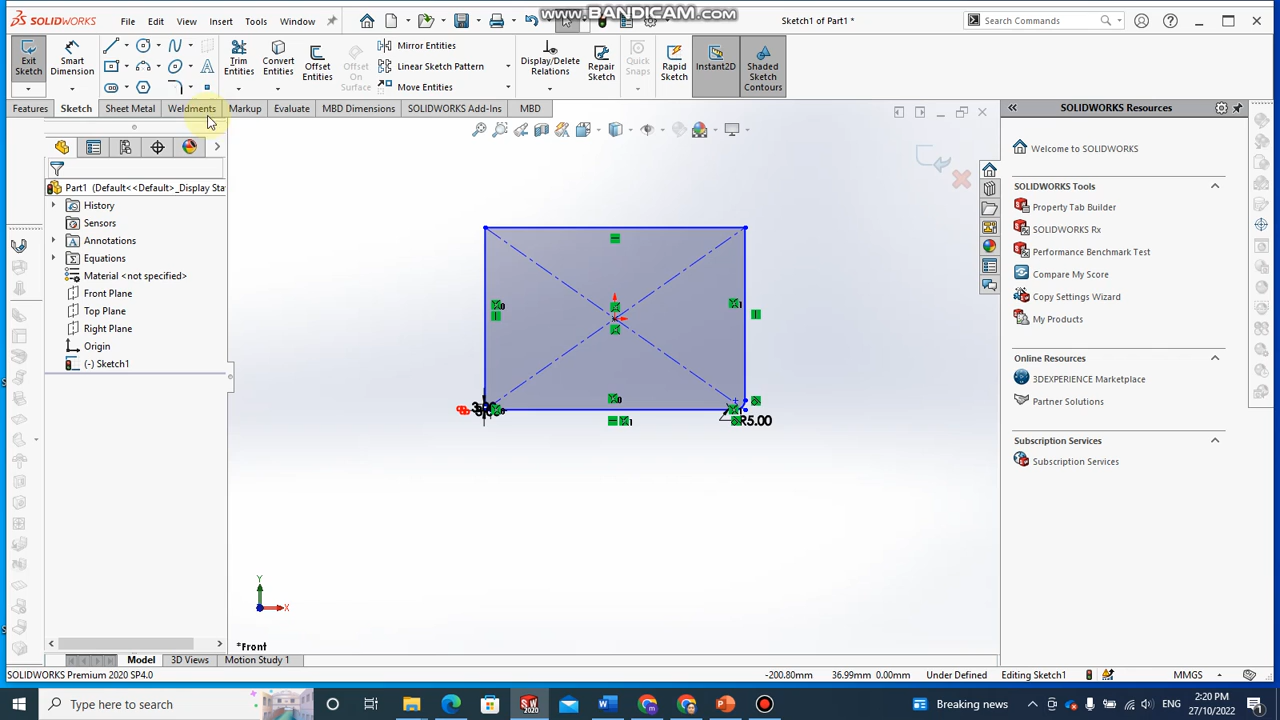 SOLIDWORKS
File Edit View Insert Tools Window
www.BANDICAM.com
Sketch1 of Part1 *
Search Commands
Exit Sketch
Smart Dimension
Trim Entities
Convert Entities
Offset Entities
Offset On Surface
Mirror Entities
Linear Sketch Pattern
Move Entities
Display/Delete Relations
Repair Sketch
Quick Snaps
Rapid Sketch
Instant2D
Shaded Sketch Contours
Features Sketch Sheet Metal Weldments Markup Evaluate MBD Dimensions SOLIDWORKS Add-Ins MBD
Part1 (Default<<Default>_Display Sta
History
Sensors
Annotations
Equations
Material <not specified>
Front Plane
Top Plane
Right Plane
Origin
(-) Sketch1
R5.00
Y
X
*Front
SOLIDWORKS Resources
Welcome to SOLIDWORKS
SOLIDWORKS Tools
Property Tab Builder
SOLIDWORKS Rx
Performance Benchmark Test
Compare My Score
Copy Settings Wizard
My Products
Online Resources
3DEXPERIENCE Marketplace
Partner Solutions
Subscription Services
Subscription Services
Model 3D Views Motion Study 1
SOLIDWORKS Premium 2020 SP4.0
-200.80mm 36.99mm 0.00mm Under Defined Editing Sketch1 MMGS
Type here to search
Breaking news
ENG
2:20 PM
27/10/2022